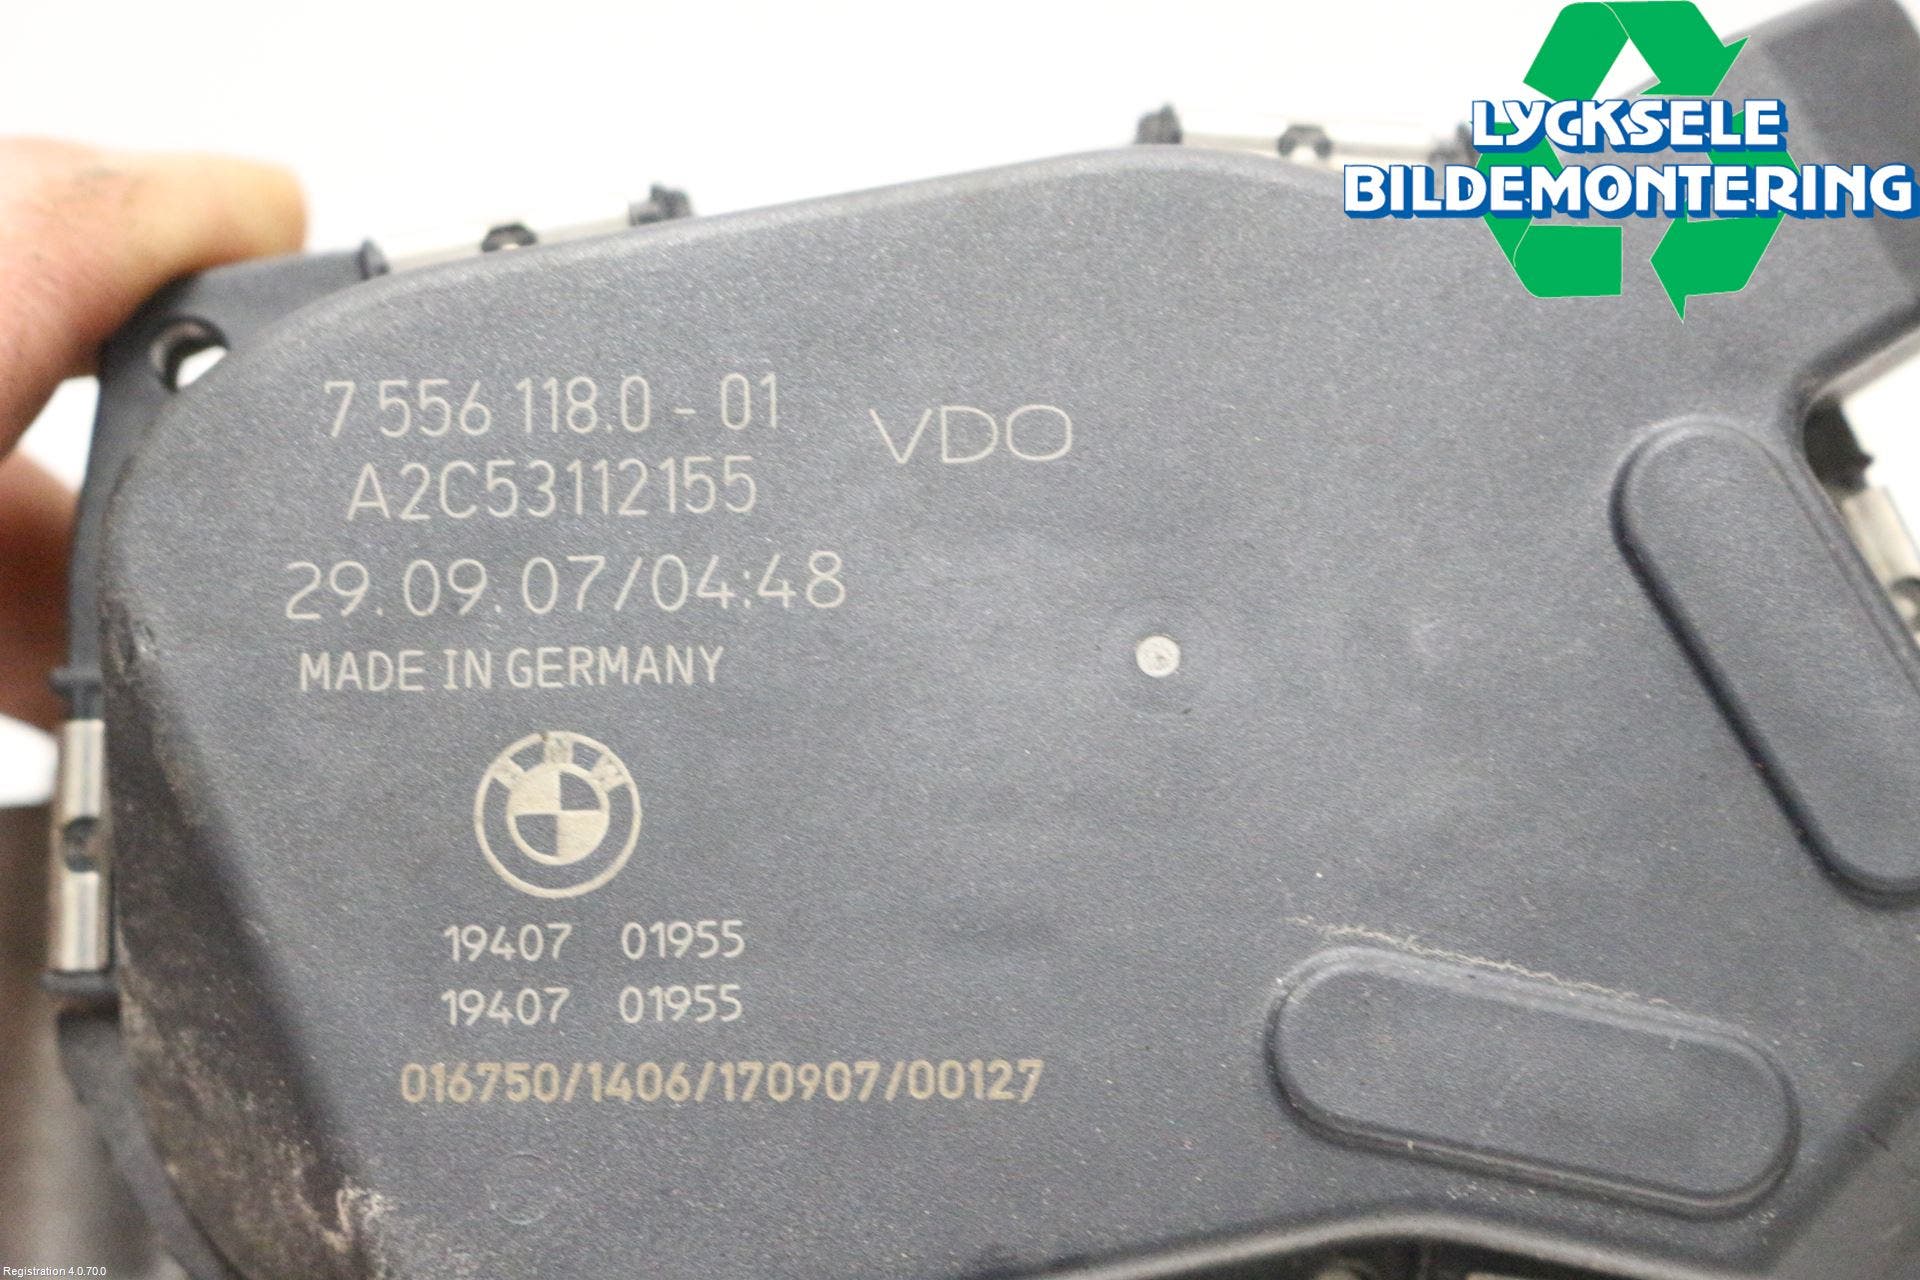 LYCKSELE
BILDEMONTERING
7 556 118.0 - 01
VDO
A2C53112155
29.09.07/04:48
MADE IN GERMANY
BMW
19407 01955
19407 01955
016750/1406/170907/00127
Registration 4.0.70.0